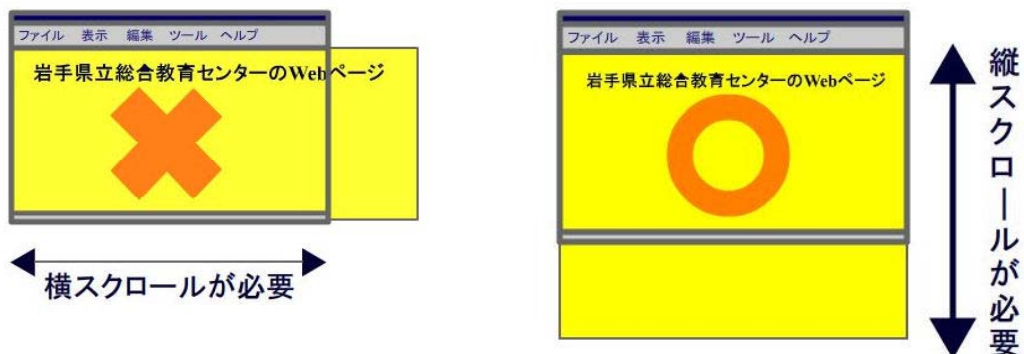 ファイル 表示 編集 ツール ヘルプ
岩手県立総合教育センターのWebページ
横スクロールが必要
ファイル 表示 編集 ツール ヘルプ
岩手県立総合教育センターのWebページ
縦スクロールが必要